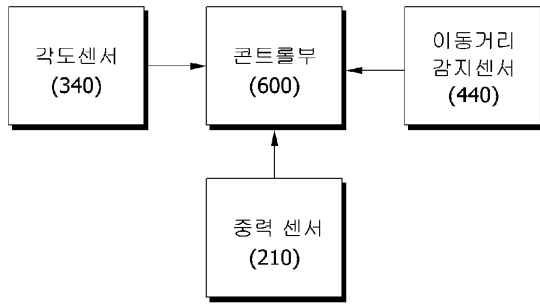 각도센서
(340)
콘트롤부
(600)
이동거리
감지센서
(440)
중력 센서
(210)